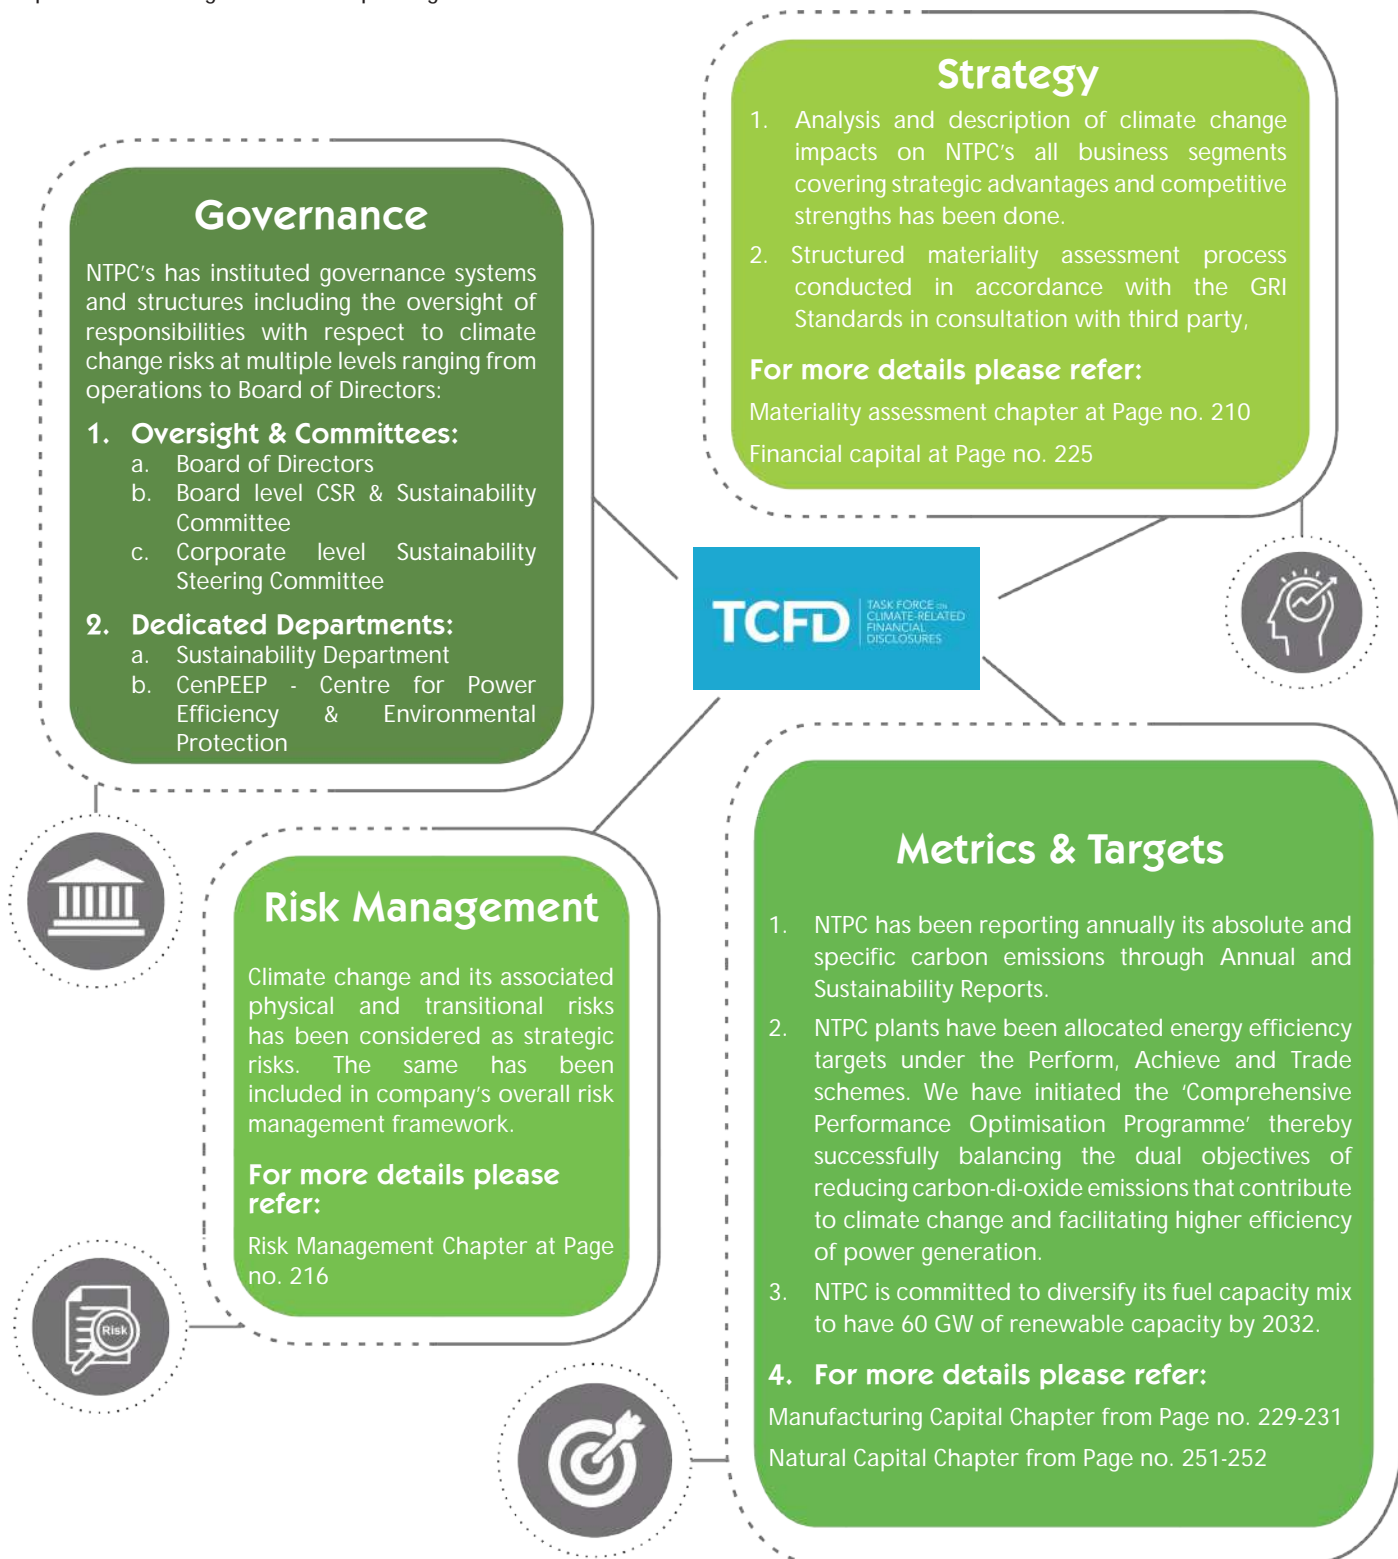 Governance
NTPC's has instituted governance systems
and structures including the oversight of
responsibilities with respect to climate
change risks at multiple levels ranging from
operations to Board of Directors:
1. Oversight & Committees:
a. Board of Directors
b. Board level CSR & Sustainability
Committee
c. Corporate level Sustainability
Steering Committee
2. Dedicated Departments:
a. Sustainability Department
b. CenPEEP - Centre for Power
Efficiency & Environmental
Protection
Strategy
1. Analysis and description of climate change
impacts on NTPC's all business segments
covering strategic advantages and competitive
strengths has been done.
2. Structured materiality assessment process
conducted in accordance with the GRI
Standards in consultation with third party,
For more details please refer:
Materiality assessment chapter at Page no. 210
Financial capital at Page no. 225
TCFD
TASK FORCE ON
CLIMATE-RELATED
FINANCIAL
DISCLOSURES
Risk Management
Climate change and its associated
physical and transitional risks
has been considered as strategic
risks. The same has been
included in company's overall risk
management framework.
For more details please
refer:
Risk Management Chapter at Page
no. 216
Risk
Metrics & Targets
1. NTPC has been reporting annually its absolute and
specific carbon emissions through Annual and
Sustainability Reports.
2. NTPC plants have been allocated energy efficiency
targets under the Perform, Achieve and Trade
schemes. We have initiated the 'Comprehensive
Performance Optimisation Programme' thereby
successfully balancing the dual objectives of
reducing carbon-di-oxide emissions that contribute
to climate change and facilitating higher efficiency
of power generation.
3. NTPC is committed to diversify its fuel capacity mix
to have 60 GW of renewable capacity by 2032.
4. For more details please refer:
Manufacturing Capital Chapter from Page no. 229-231
Natural Capital Chapter from Page no. 251-252